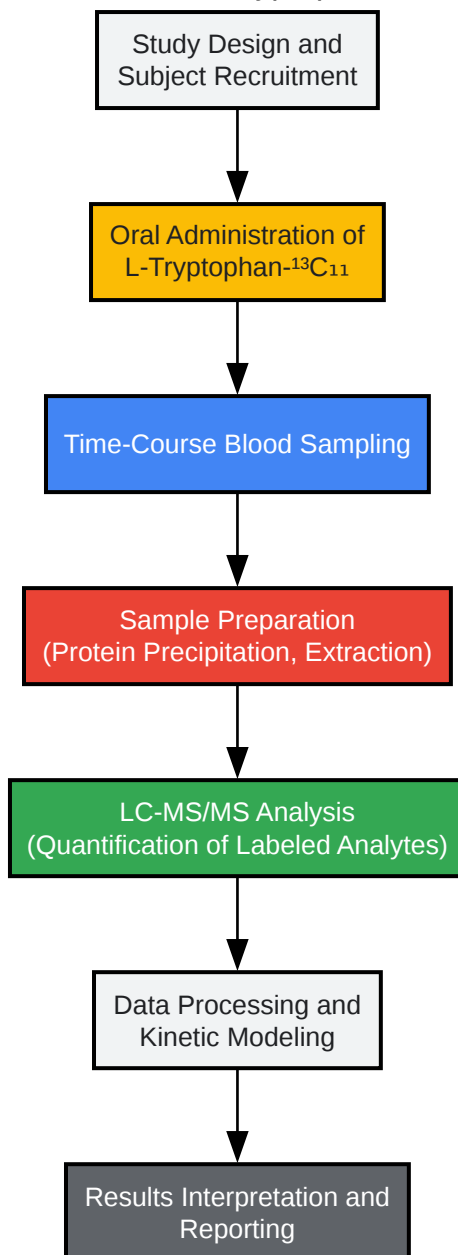 Study Design and
Subject Recruitment
Oral Administration of
L-Tryptophan-¹³C₁₁
Time-Course Blood Sampling
Sample Preparation
(Protein Precipitation, Extraction)
LC-MS/MS Analysis
(Quantification of Labeled Analytes)
Data Processing and
Kinetic Modeling
Results Interpretation and
Reporting